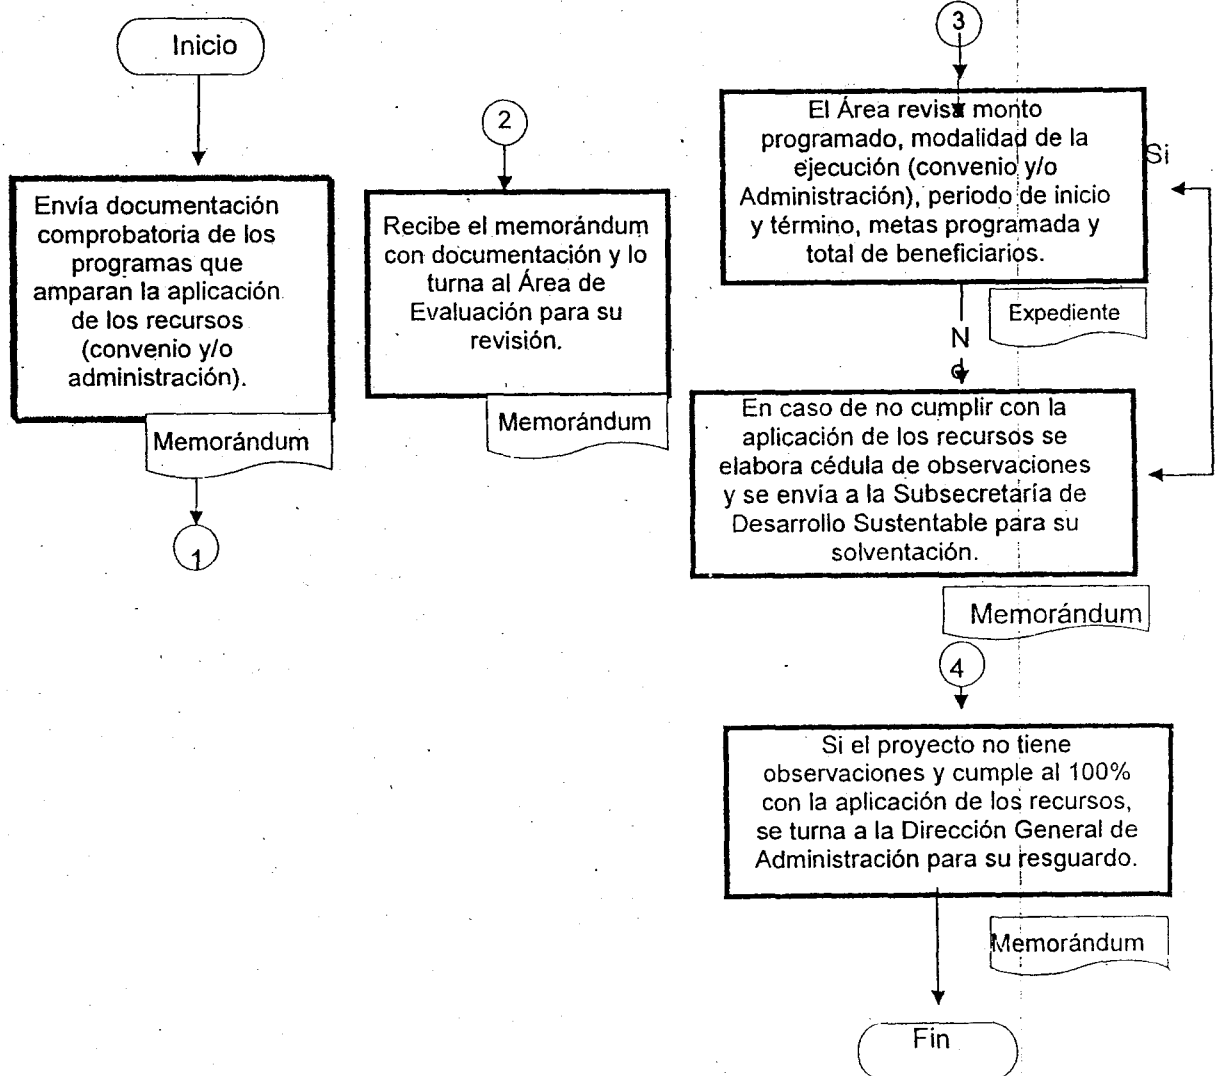 Inicio
Envía documentación
comprobatoria de los
programas que
amparan la aplicación
de los recursos
(convenio y/o
administración).
Memorándum
1
2
Recibe el memorándum
con documentación y lo
turna al Área de
Evaluación para su
revisión.
Memorándum
3
El Área revisa monto
programado, modalidad de la
ejecución (convenio y/o
Administración), periodo de inicio
y término, metas programada y
total de beneficiarios.
Si
Expediente
N
o
En caso de no cumplir con la
aplicación de los recursos se
elabora cédula de observaciones
y se envía a la Subsecretaría de
Desarrollo Sustentable para su
solventación.
Memorándum
4
Si el proyecto no tiene
observaciones y cumple al 100%
con la aplicación de los recursos,
se turna a la Dirección General de
Administración para su resguardo.
Memorándum
Fin